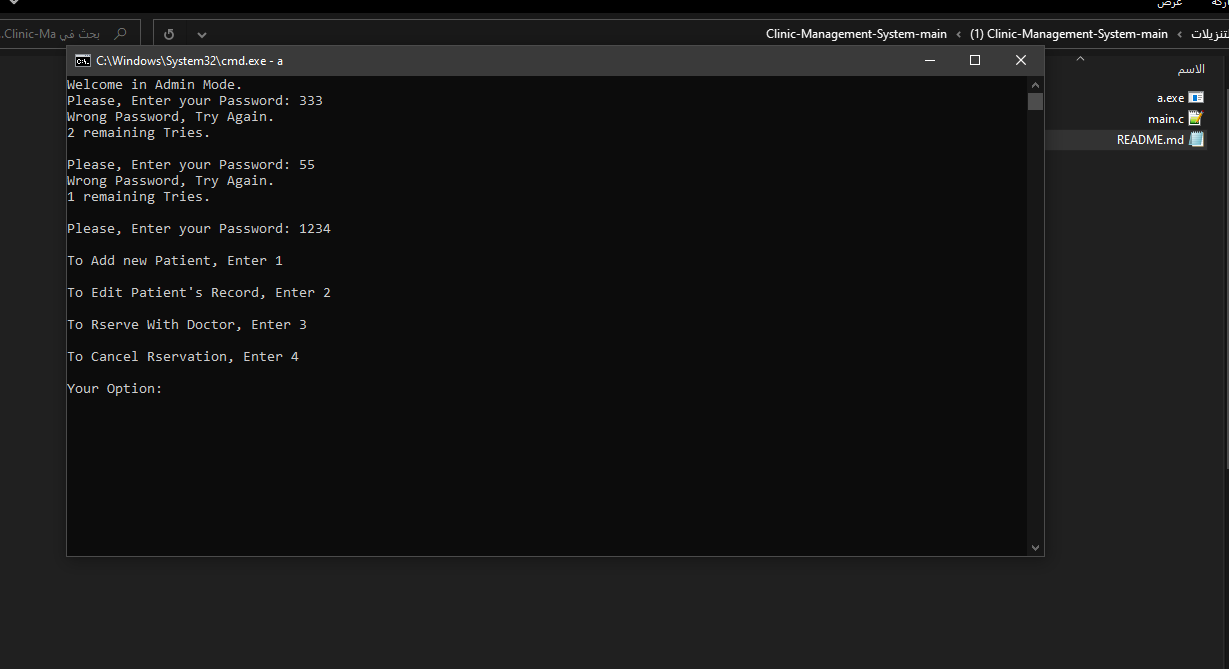 عرض
بحث في Clinic-Ma...
Clinic-Management-System-main ‹ (1) Clinic-Management-System-main ‹
C:\Windows\System32\cmd.exe - a
الاسم
a.exe
main.c
README.md
Welcome in Admin Mode.
Please, Enter your Password: 333
Wrong Password, Try Again.
2 remaining Tries.
Please, Enter your Password: 55
Wrong Password, Try Again.
1 remaining Tries.
Please, Enter your Password: 1234
To Add new Patient, Enter 1
To Edit Patient's Record, Enter 2
To Rserve With Doctor, Enter 3
To Cancel Rservation, Enter 4
Your Option: